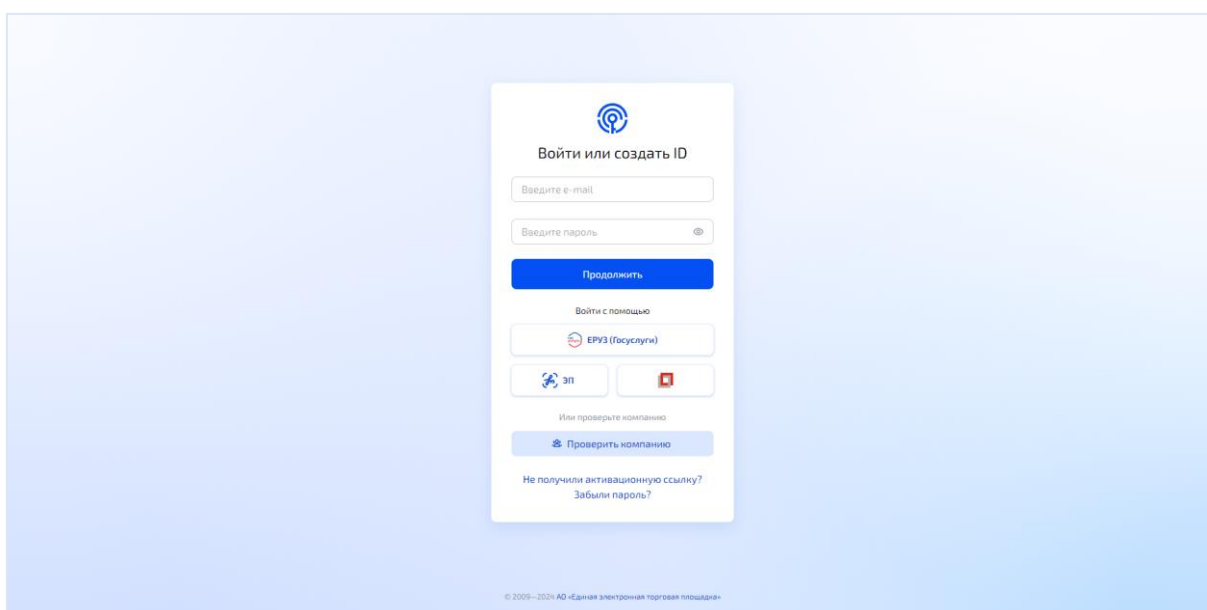 Войти или создать ID
Введите e-mail
Введите пароль
Продолжить
Войти с помощью
ЕРУЗ (Госуслуги)
ЭП
Или проверьте компанию
Проверить компанию
Не получили активационную ссылку?
Забыли пароль?
© 2009—2024 АО «Единая электронная торговая площадка»